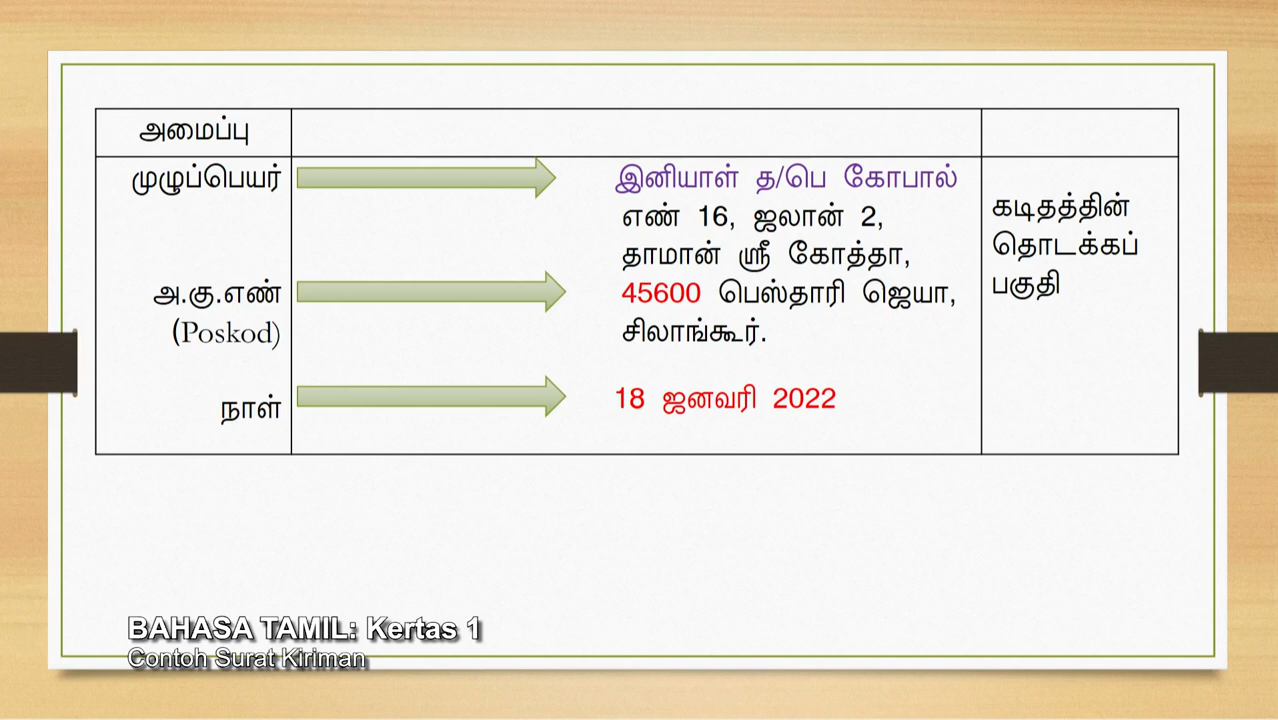 அமைப்பு
முழுப்பெயர்
இனியாள் த/பெ கோபால்
எண் 16, ஜலான் 2,
தாமான் ஸ்ரீ கோத்தா,
அ.கு.எண்
(Poskod)
45600 பெஸ்தாரி ஜெயா,
சிலாங்கூர்.
நாள்
18 ஜனவரி 2022
கடிதத்தின்
தொடக்கப்
பகுதி
BAHASA TAMIL: Kertas 1
Contoh Surat Kiriman